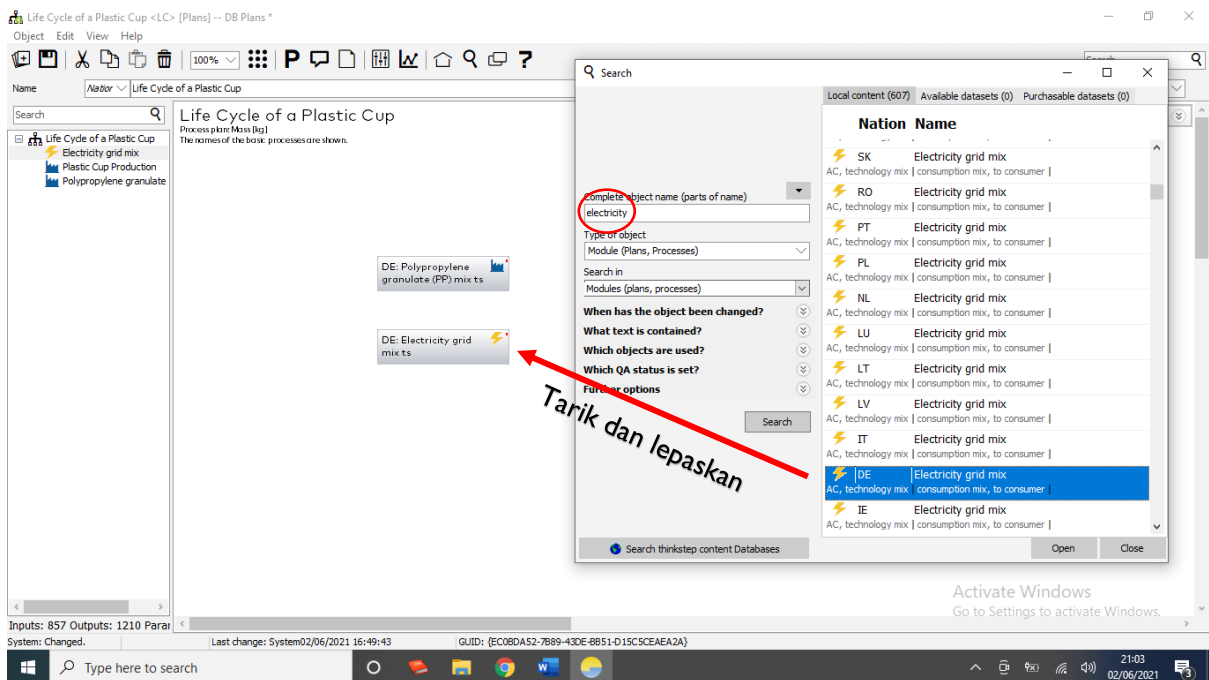 Life Cycle of a Plastic Cup <LC> [Plans] -- DB Plans *
Object Edit View Help
100%
P
?
Name
Nation
Life Cycle of a Plastic Cup
Search
Life Cycle of a Plastic Cup
Electricity grid mix
Plastic Cup Production
Polypropylene granulate
Life Cycle of a Plastic Cup
Process plan: Mass [kg]
The names of the basic processes are shown.
DE: Polypropylene
granulate (PP) mix ts
DE: Electricity grid
mix ts
Tarik dan lepaskan
Search
Complete object name (parts of name)
electricity
Type of object
Module (Plans, Processes)
Search in
Modules (plans, processes)
When has the object been changed?
What text is contained?
Which objects are used?
Which QA status is set?
Further options
Search
Search thinkstep content Databases
Local content (607) Available datasets (0) Purchasable datasets (0)
Nation Name
SK Electricity grid mix
AC, technology mix | consumption mix, to consumer |
RO Electricity grid mix
AC, technology mix | consumption mix, to consumer |
PT Electricity grid mix
AC, technology mix | consumption mix, to consumer |
PL Electricity grid mix
AC, technology mix | consumption mix, to consumer |
NL Electricity grid mix
AC, technology mix | consumption mix, to consumer |
LU Electricity grid mix
AC, technology mix | consumption mix, to consumer |
LT Electricity grid mix
AC, technology mix | consumption mix, to consumer |
LV Electricity grid mix
AC, technology mix | consumption mix, to consumer |
IT Electricity grid mix
AC, technology mix | consumption mix, to consumer |
DE Electricity grid mix
AC, technology mix | consumption mix, to consumer |
IE Electricity grid mix
AC, technology mix | consumption mix, to consumer |
Open Close
Activate Windows
Go to Settings to activate Windows.
Inputs: 857 Outputs: 1210 Parar
System: Changed. Last change: System02/06/2021 16:49:43 GUID: {EC0BDA52-7B89-43DE-BB51-D15C5CEAEA2A}
Type here to search
21:03
02/06/2021
3